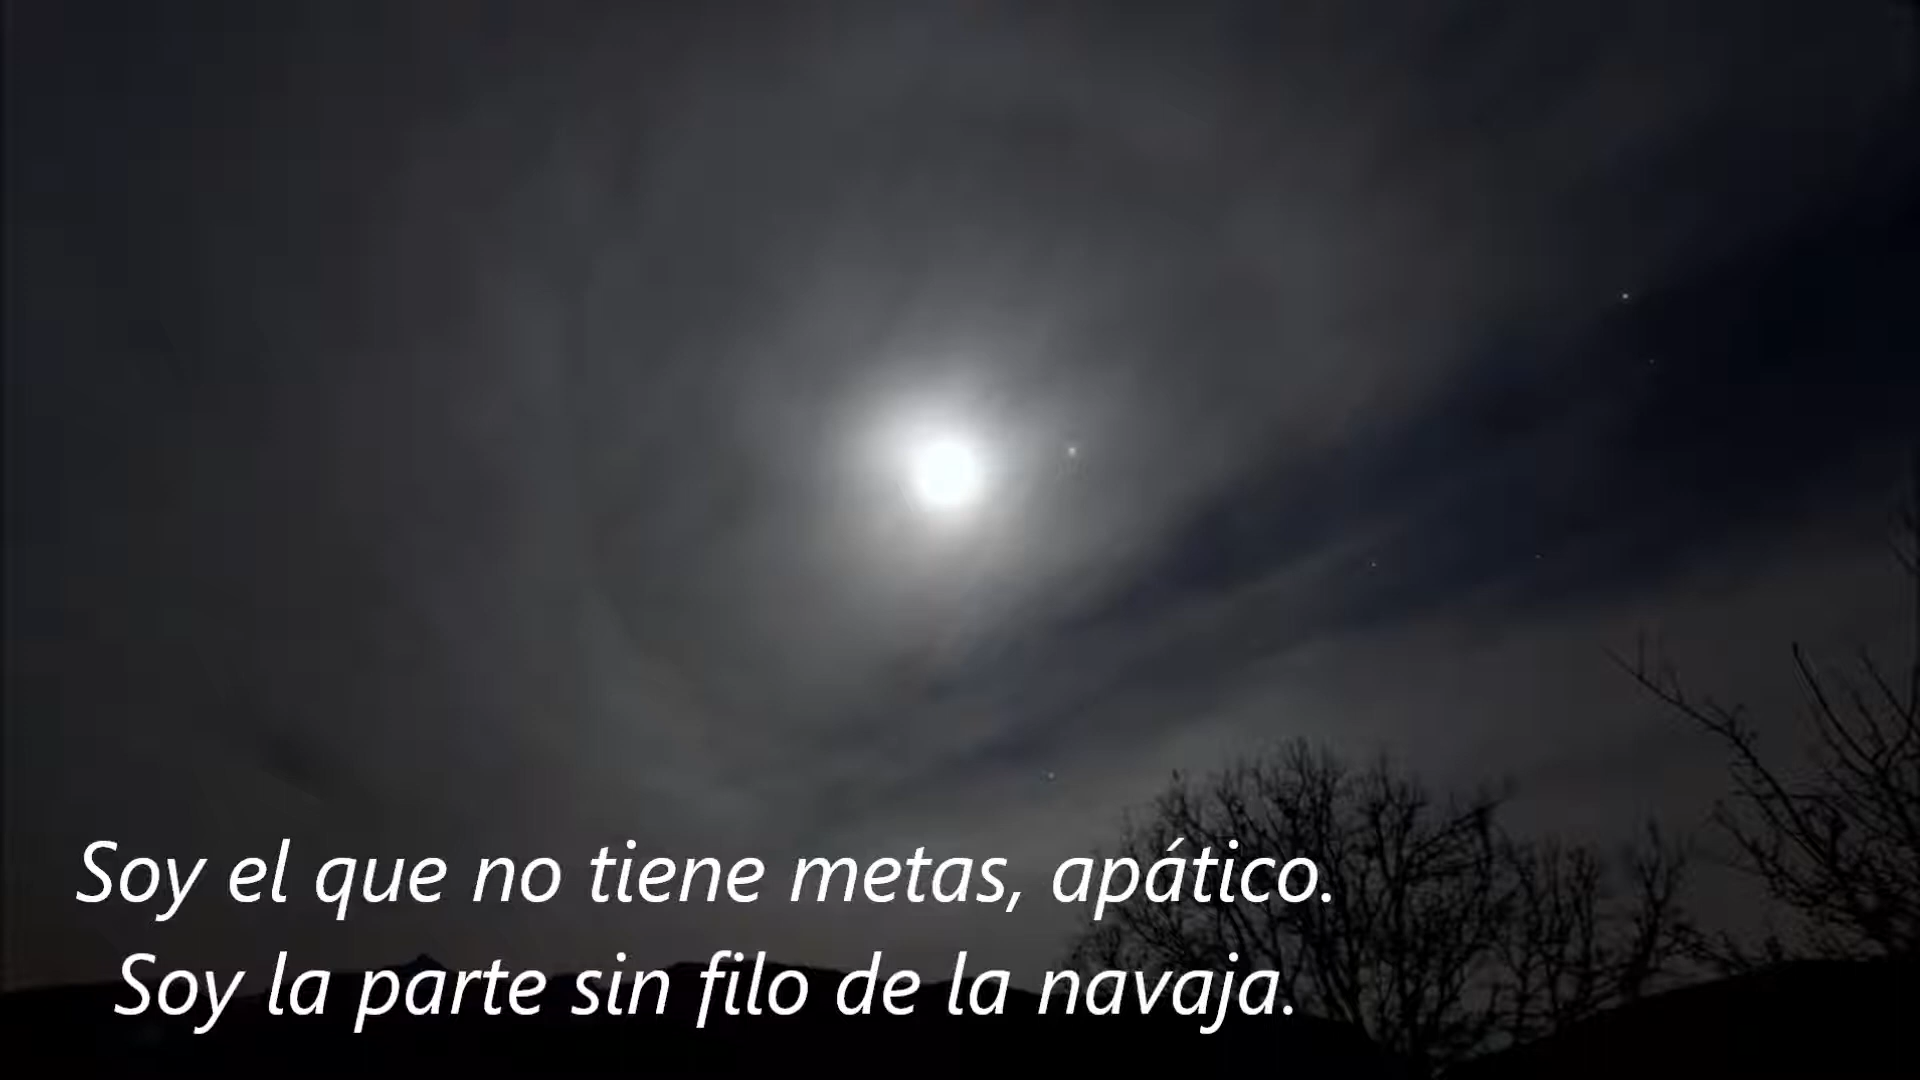 Soy el que no tiene metas, apático.
Soy la parte sin filo de la navaja.